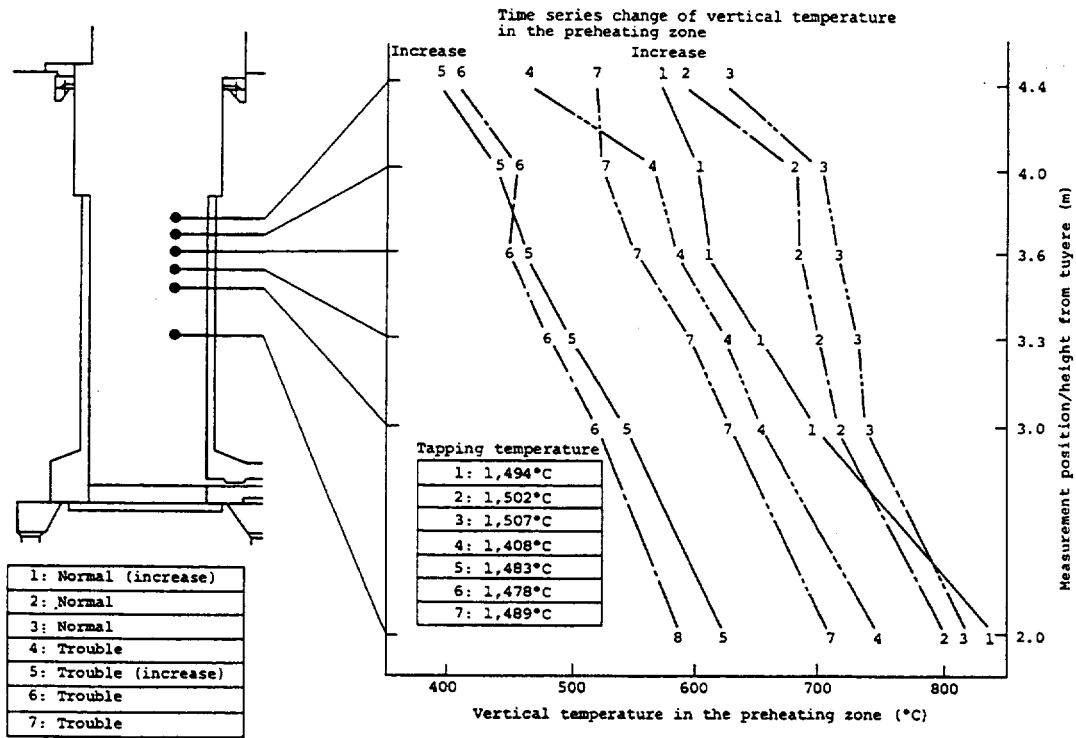 Time series change of vertical temperature
in the preheating zone
Increase Increase
5 6 4 7 1 2 3
4.4
5 6 7 4 1 2 3
4.0
6 5 7 4 1 2 3
3.6
6 5 7 4 1 2 3
3.3
6 5 7 4 1 2 3
3.0
8 5 7 4 2 3 1
2.0
Measurement position/height from tuyere (m)
Tapping temperature
1: 1,494°C
2: 1,502°C
3: 1,507°C
4: 1,408°C
5: 1,483°C
6: 1,478°C
7: 1,489°C
400 500 600 700 800
Vertical temperature in the preheating zone (°C)
1: Normal (increase)
2: Normal
3: Normal
4: Trouble
5: Trouble (increase)
6: Trouble
7: Trouble